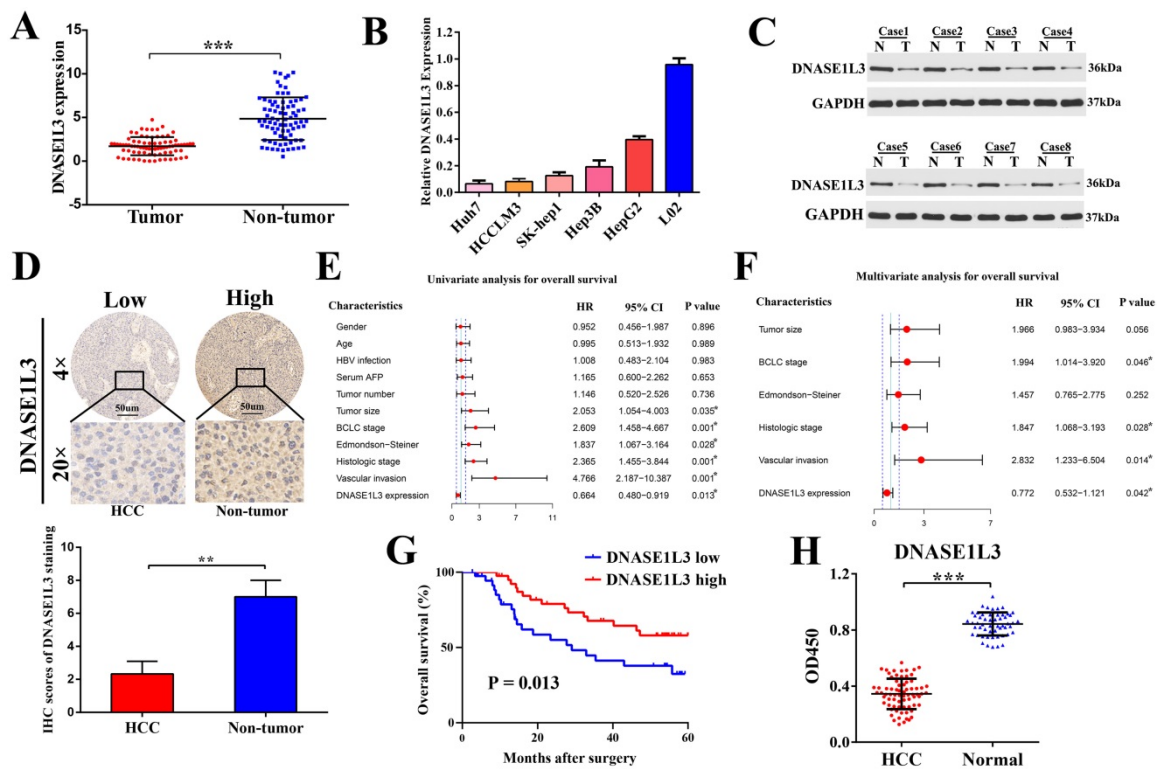 A
***
DNASE1L3 expression
15
10
5
0
-5
Tumor
Non-tumor
B
Relative DNASE1L3 Expression
1.2
1.0
0.8
0.6
0.4
0.2
0.0
Huh7
HCCLM3
SK-hep1
Hep3B
HepG2
L02
C
Case1 Case2 Case3 Case4
N T N T N T N T
DNASE1L3 36kDa
GAPDH 37kDa
Case5 Case6 Case7 Case8
N T N T N T N T
DNASE1L3 36kDa
GAPDH 37kDa
D
Low High
DNASE1L3
4×
50um 50um
20×
HCC Non-tumor
IHC scores of DNASE1L3 staining
**
8
6
4
2
0
HCC Non-tumor
E
Univariate analysis for overall survival
Characteristics HR 95% CI P value
Gender 0.952 0.456−1.987 0.896
Age 0.995 0.513−1.932 0.989
HBV infection 1.008 0.483−2.104 0.983
Serum AFP 1.165 0.600−2.262 0.653
Tumor number 1.146 0.520−2.526 0.736
Tumor size 2.053 1.054−4.003 0.035*
BCLC stage 2.609 1.458−4.667 0.001*
Edmondson−Steiner 1.837 1.067−3.164 0.028*
Histologic stage 2.365 1.455−3.844 0.001*
Vascular invasion 4.766 2.187−10.387 0.001*
DNASE1L3 expression 0.664 0.480−0.919 0.013*
0 3 7 11
F
Multivariate analysis for overall survival
Characteristics HR 95% CI P value
Tumor size 1.966 0.983−3.934 0.056
BCLC stage 1.994 1.014−3.920 0.046*
Edmondson−Steiner 1.457 0.765−2.775 0.252
Histologic stage 1.847 1.068−3.193 0.028*
Vascular invasion 2.832 1.233−6.504 0.014*
DNASE1L3 expression 0.772 0.532−1.121 0.042*
0 3 7
G
DNASE1L3 low
DNASE1L3 high
Overall survival (%)
100
50
0
P = 0.013
0 20 40 60
Months after surgery
H
DNASE1L3
***
OD450
1.2
0.8
0.4
0.0
HCC Normal